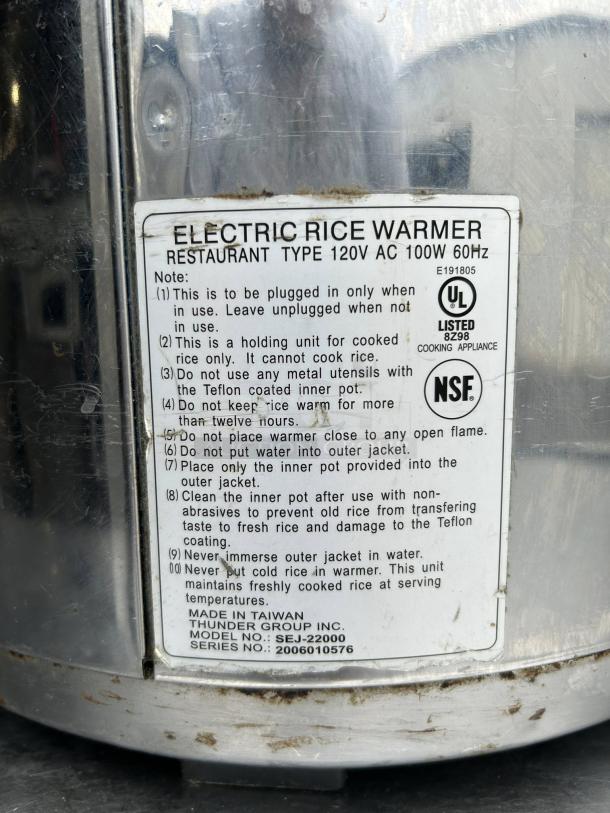 ELECTRIC RICE WARMER
RESTAURANT TYPE 120V AC 100W 60Hz
Note:
(1) This is to be plugged in only when
in use. Leave unplugged when not
in use.
(2) This is a holding unit for cooked
rice only. It cannot cook rice.
(3) Do not use any metal utensils with
the Teflon coated inner pot.
(4) Do not keep rice warm for more
than twelve hours.
(5) Do not place warmer close to any open flame.
(6) Do not put water into outer jacket.
(7) Place only the inner pot provided into the
outer jacket.
(8) Clean the inner pot after use with non-
abrasives to prevent old rice from transfering
taste to fresh rice and damage to the Teflon
coating.
(9) Never immerse outer jacket in water.
(10) Never put cold rice in warmer. This unit
maintains freshly cooked rice at serving
temperatures.
MADE IN TAIWAN
THUNDER GROUP INC.
MODEL NO.: SEJ-22000
SERIES NO.: 2006010576
E191805
UL
®
LISTED
8Z98
COOKING APPLIANCE
NSF®